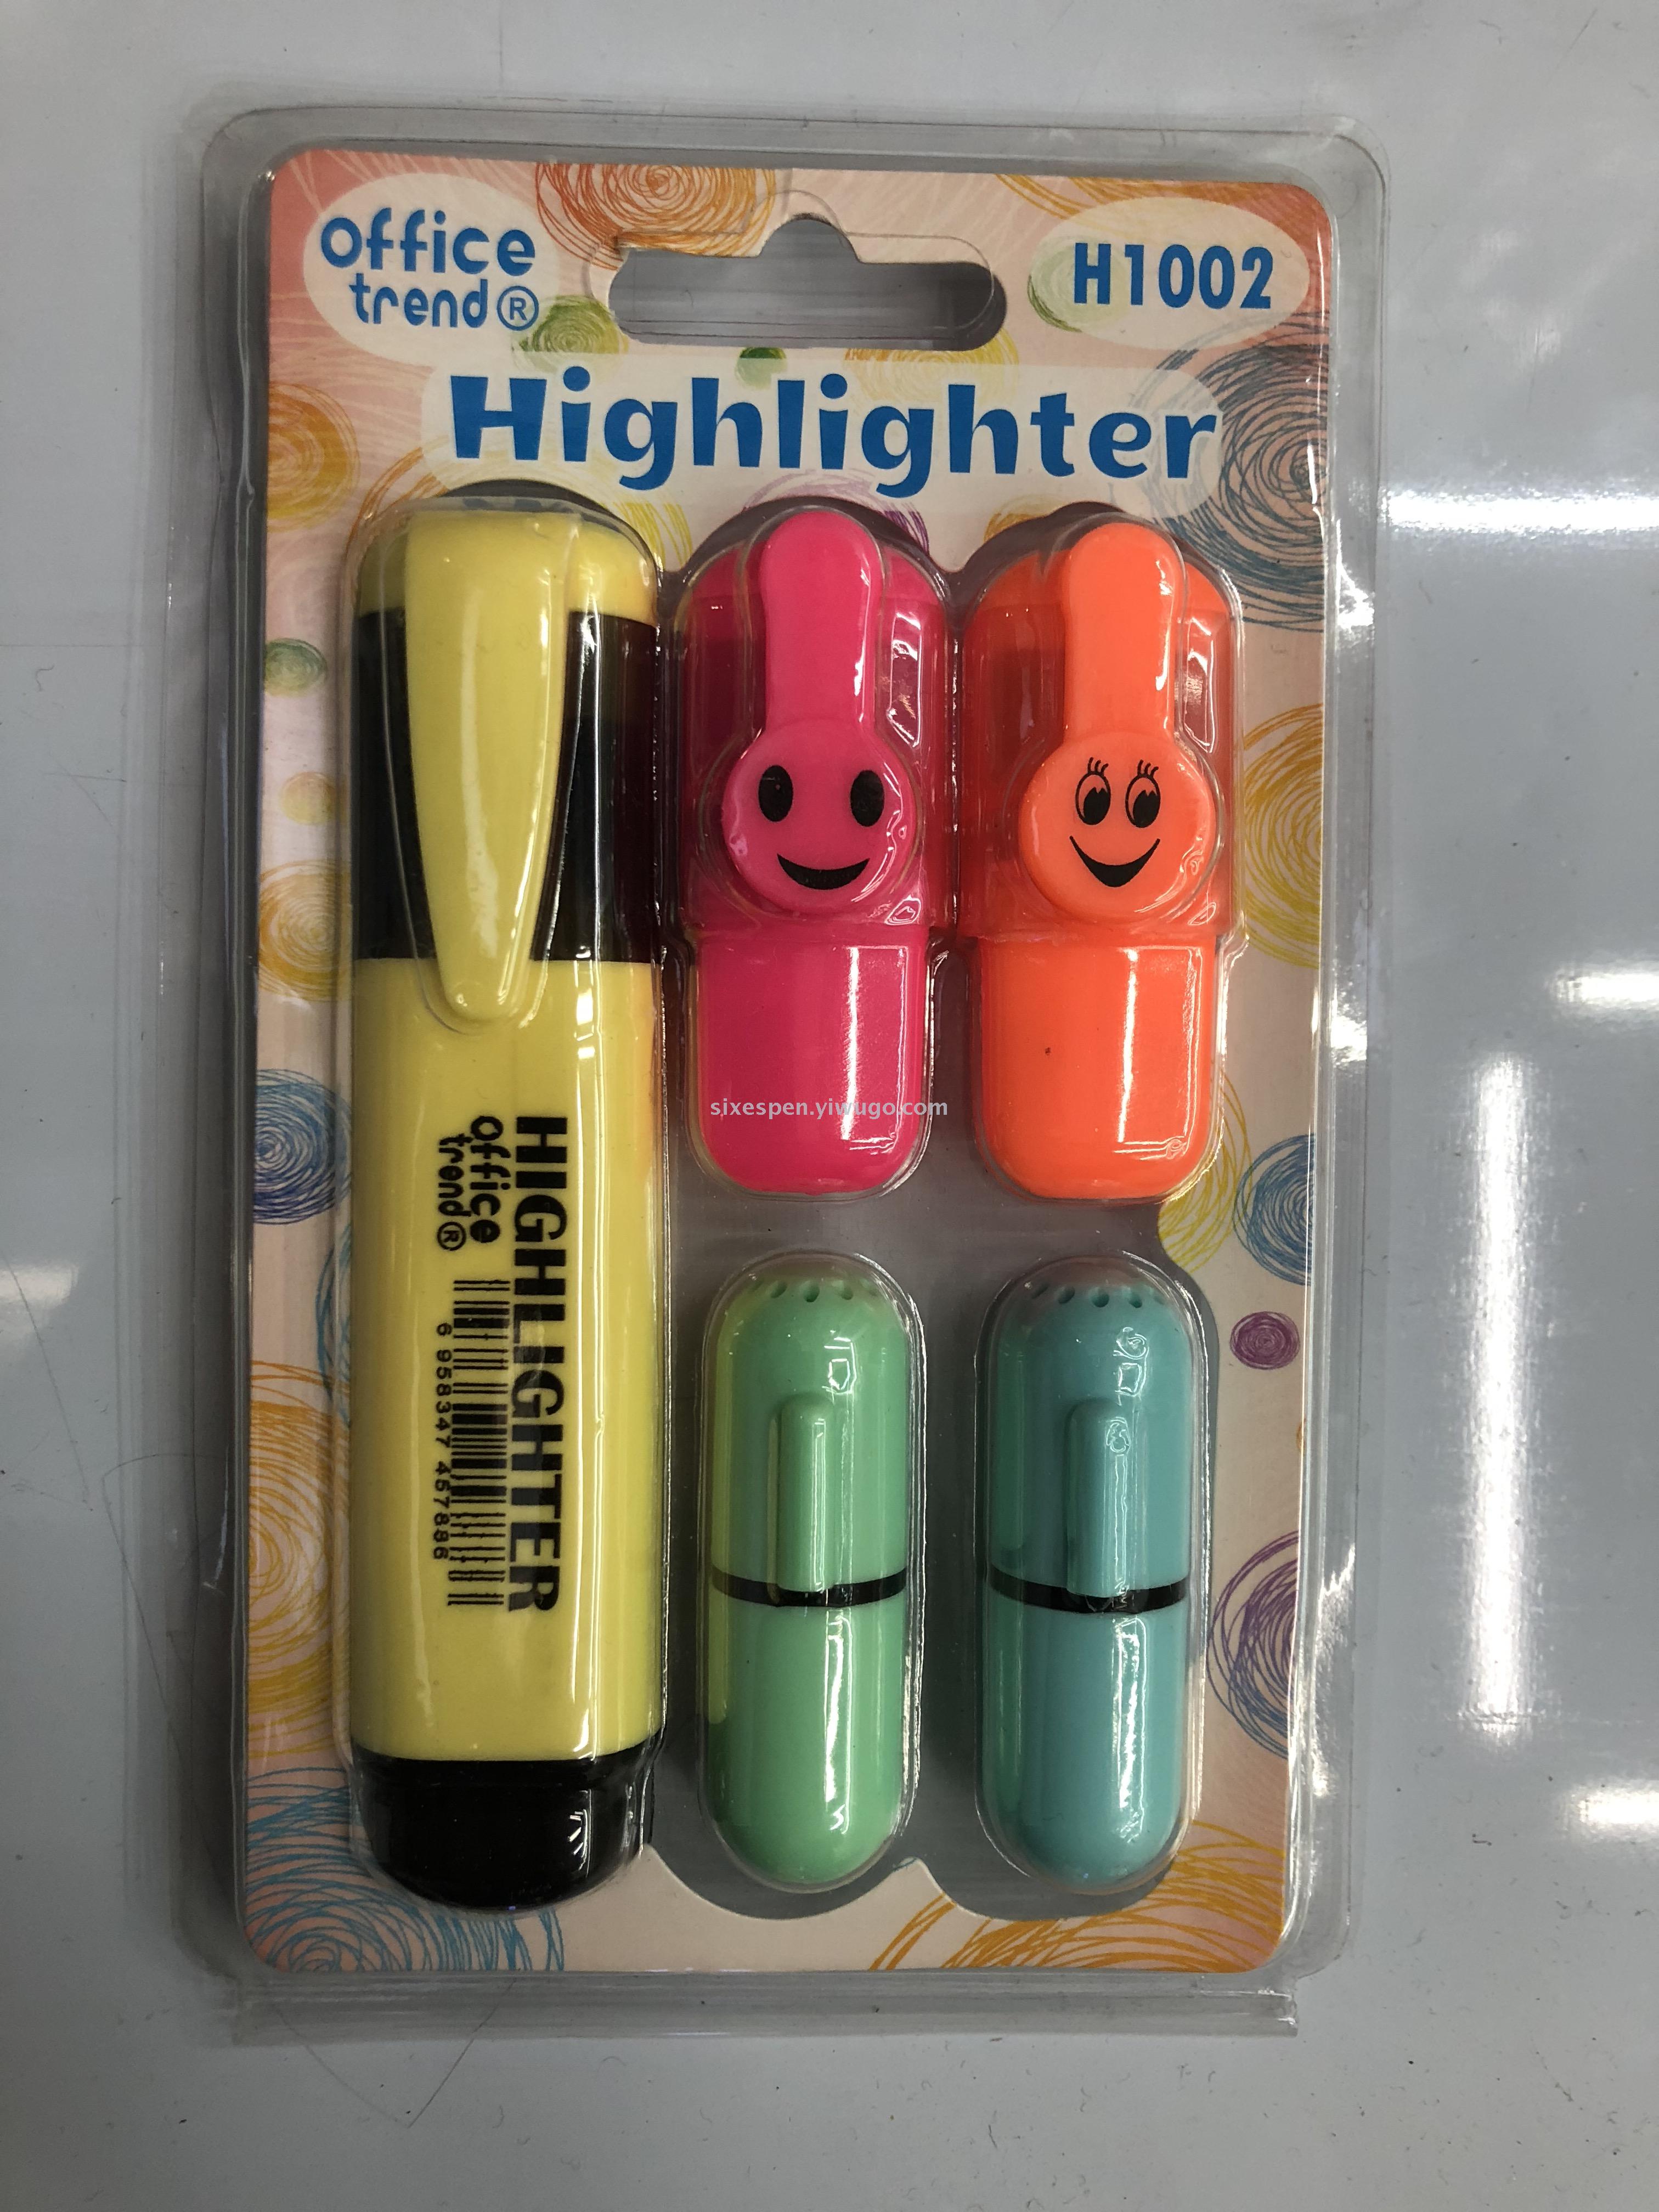 office
trend®
H1002
Highlighter
HIGHLIGHTER
office
trend®
6 958347 457886
sixespen.yiwugo.com